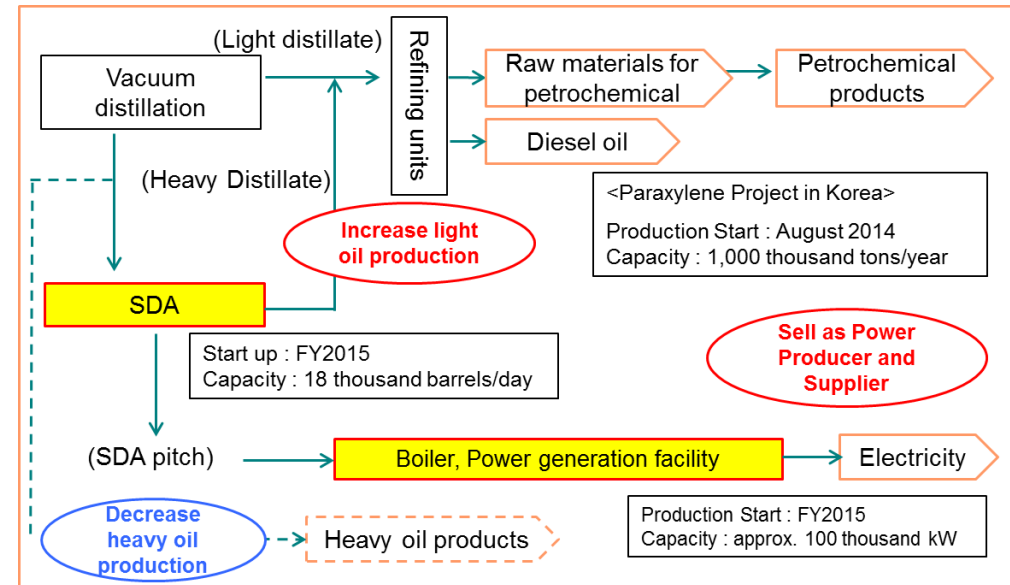 (Light distillate)
Vacuum
distillation
Refining units
Raw materials for
petrochemical
Petrochemical
products
Diesel oil
(Heavy Distillate)
<Paraxylene Project in Korea>
Production Start : August 2014
Capacity : 1,000 thousand tons/year
Increase light
oil production
SDA
Start up : FY2015
Capacity : 18 thousand barrels/day
Sell as Power
Producer and
Supplier
(SDA pitch)
Boiler, Power generation facility
Electricity
Decrease
heavy oil
production
Heavy oil products
Production Start : FY2015
Capacity : approx. 100 thousand kW